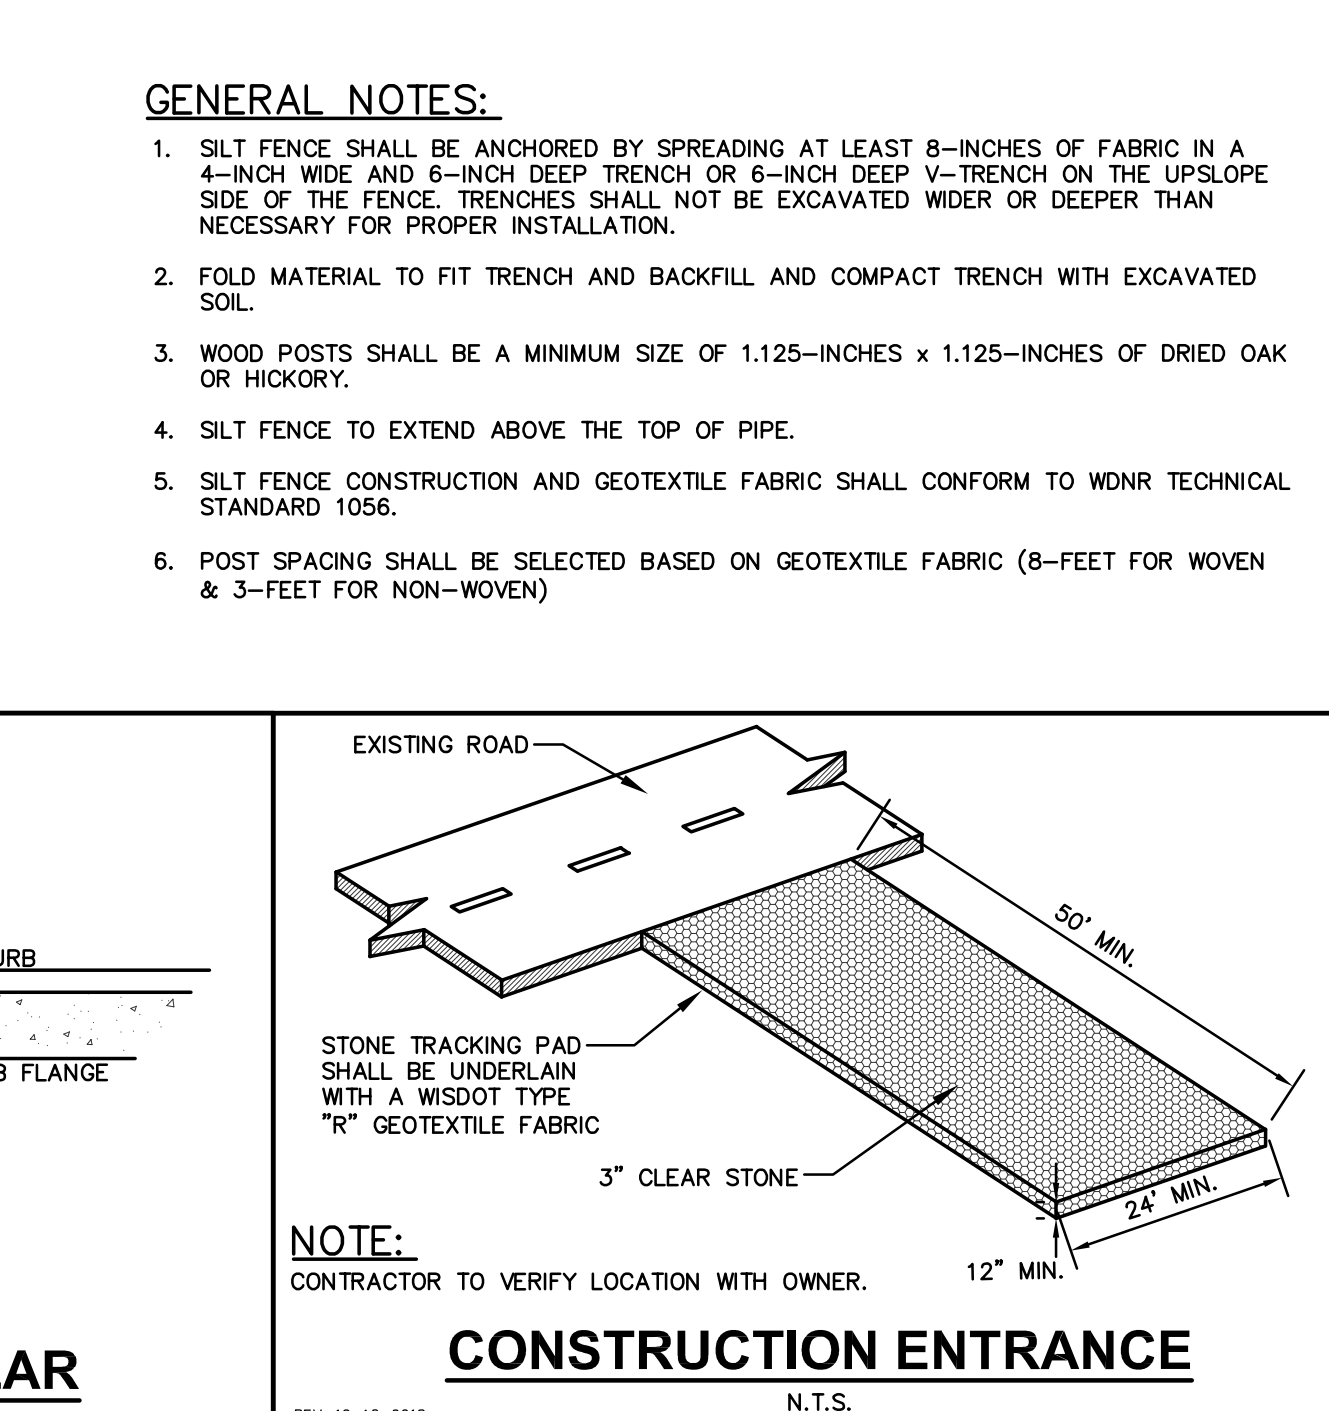 GENERAL NOTES:
1. SILT FENCE SHALL BE ANCHORED BY SPREADING AT LEAST 8-INCHES OF FABRIC IN A
4-INCH WIDE AND 6-INCH DEEP TRENCH OR 6-INCH DEEP V-TRENCH ON THE UPSLOPE
SIDE OF THE FENCE. TRENCHES SHALL NOT BE EXCAVATED WIDER OR DEEPER THAN
NECESSARY FOR PROPER INSTALLATION.
2. FOLD MATERIAL TO FIT TRENCH AND BACKFILL AND COMPACT TRENCH WITH EXCAVATED
SOIL.
3. WOOD POSTS SHALL BE A MINIMUM SIZE OF 1.125-INCHES x 1.125-INCHES OF DRIED OAK
OR HICKORY.
4. SILT FENCE TO EXTEND ABOVE THE TOP OF PIPE.
5. SILT FENCE CONSTRUCTION AND GEOTEXTILE FABRIC SHALL CONFORM TO WDNR TECHNICAL
STANDARD 1056.
6. POST SPACING SHALL BE SELECTED BASED ON GEOTEXTILE FABRIC (8-FEET FOR WOVEN
& 3-FEET FOR NON-WOVEN)
URB
FLANGE
AR
EXISTING ROAD
50' MIN.
STONE TRACKING PAD
SHALL BE UNDERLAIN
WITH A WISDOT TYPE
"R" GEOTEXTILE FABRIC
3" CLEAR STONE
24' MIN.
12" MIN.
NOTE:
CONTRACTOR TO VERIFY LOCATION WITH OWNER.
CONSTRUCTION ENTRANCE
N.T.S.